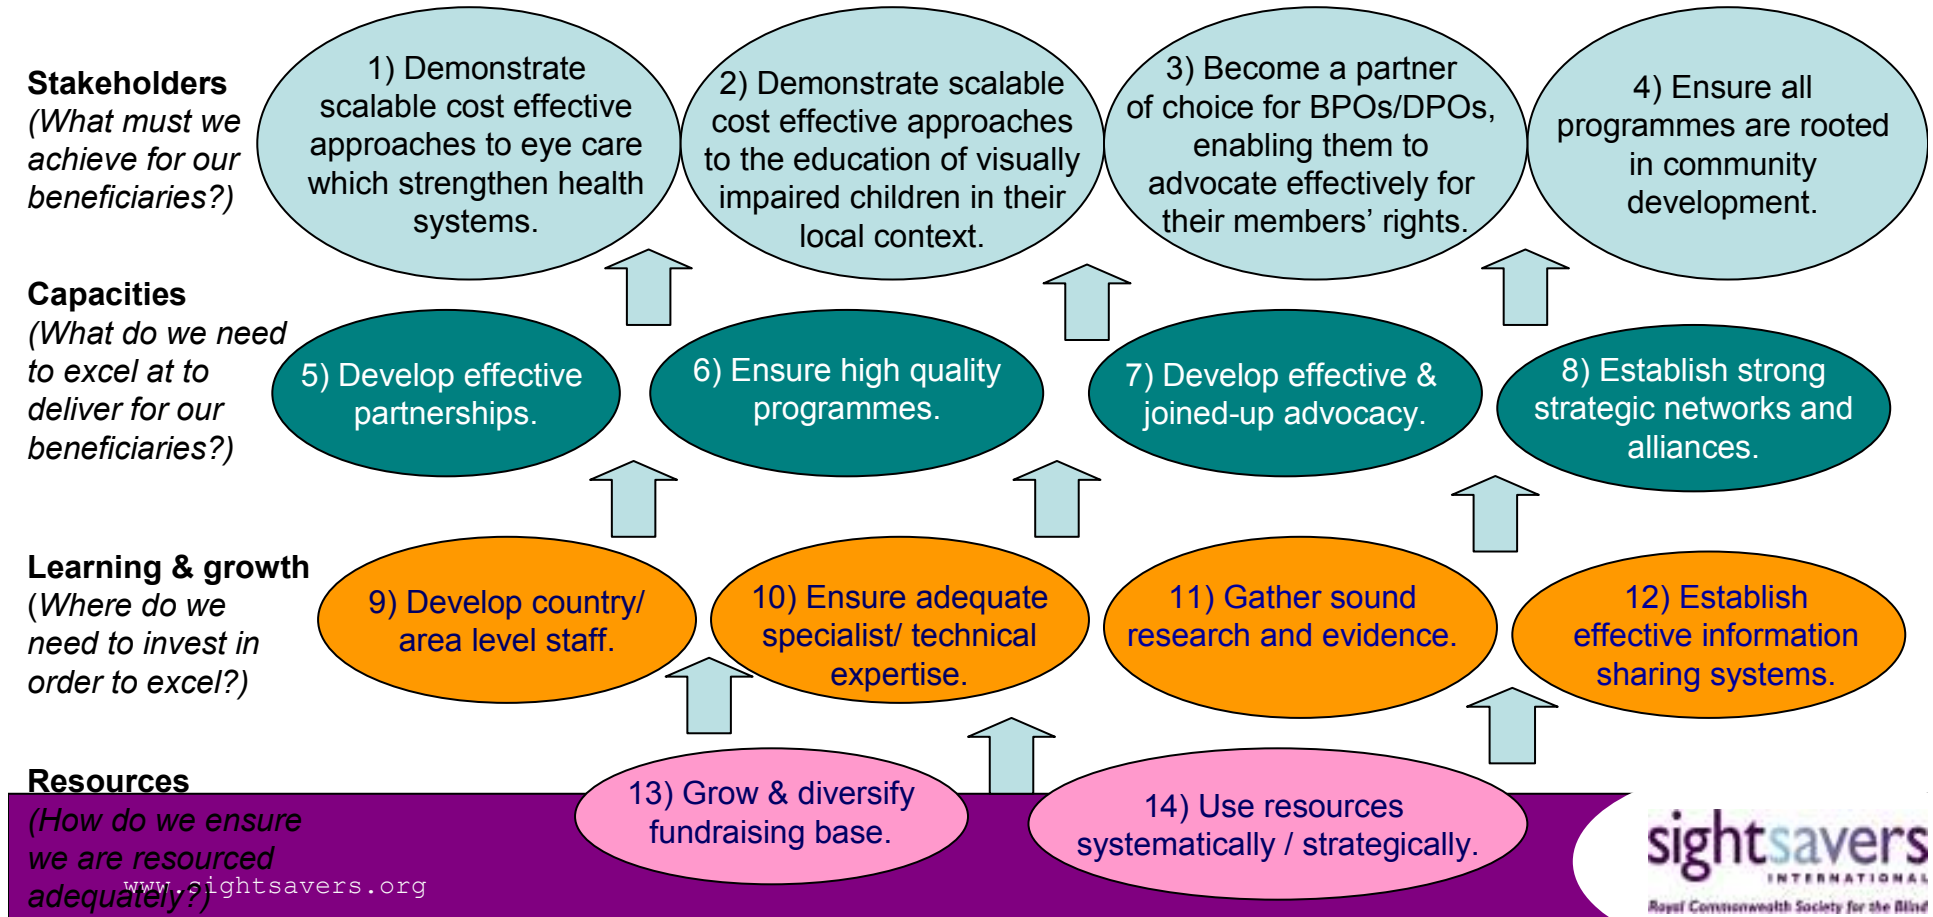 Stakeholders
(What must we
achieve for our
beneficiaries?)
1) Demonstrate
scalable cost effective
approaches to eye care
which strengthen health
systems.
2) Demonstrate scalable
cost effective approaches
to the education of visually
impaired children in their
local context.
3) Become a partner
of choice for BPOs/DPOs,
enabling them to
advocate effectively for
their members’ rights.
4) Ensure all
programmes are rooted
in community
development.
Capacities
(What do we need
to excel at to
deliver for our
beneficiaries?)
5) Develop effective
partnerships.
6) Ensure high quality
programmes.
7) Develop effective &
joined-up advocacy.
8) Establish strong
strategic networks and
alliances.
Learning & growth
(Where do we
need to invest in
order to excel?)
9) Develop country/
area level staff.
10) Ensure adequate
specialist/ technical
expertise.
11) Gather sound
research and evidence.
12) Establish
effective information
sharing systems.
Resources
(How do we ensure
we are resourced
adequately?)
13) Grow & diversify
fundraising base.
14) Use resources
systematically / strategically.
www.sightsavers.org
sightsavers
INTERNATIONAL
Royal Commonwealth Society for the Blind